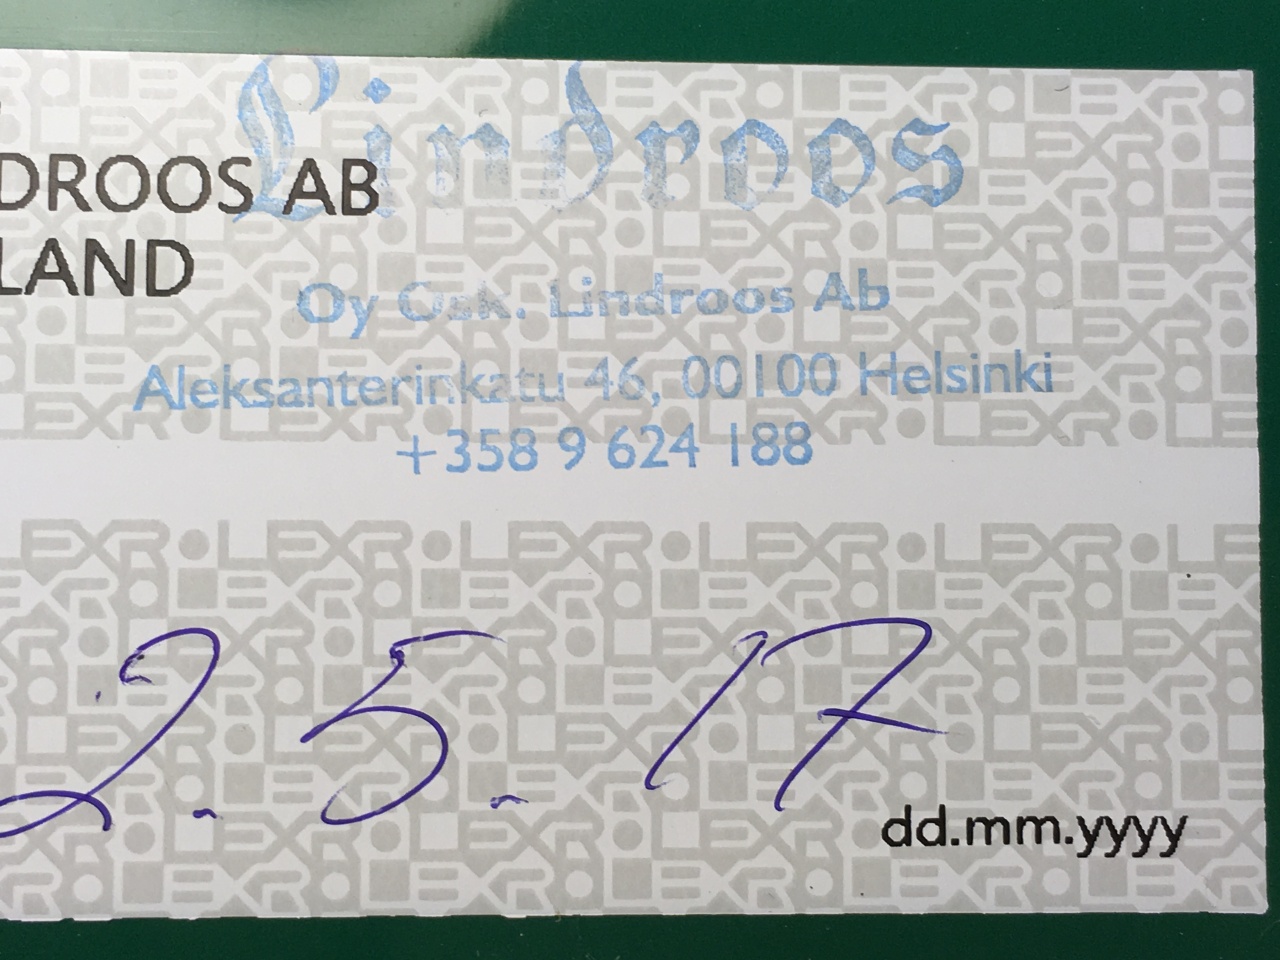 Lindroos
DROOS AB
LAND
Oy Osk. Lindroos Ab
Aleksanterinkatu 46, 00100 Helsinki
+358 9 624 188
2. 5. 17
dd.mm.yyyy